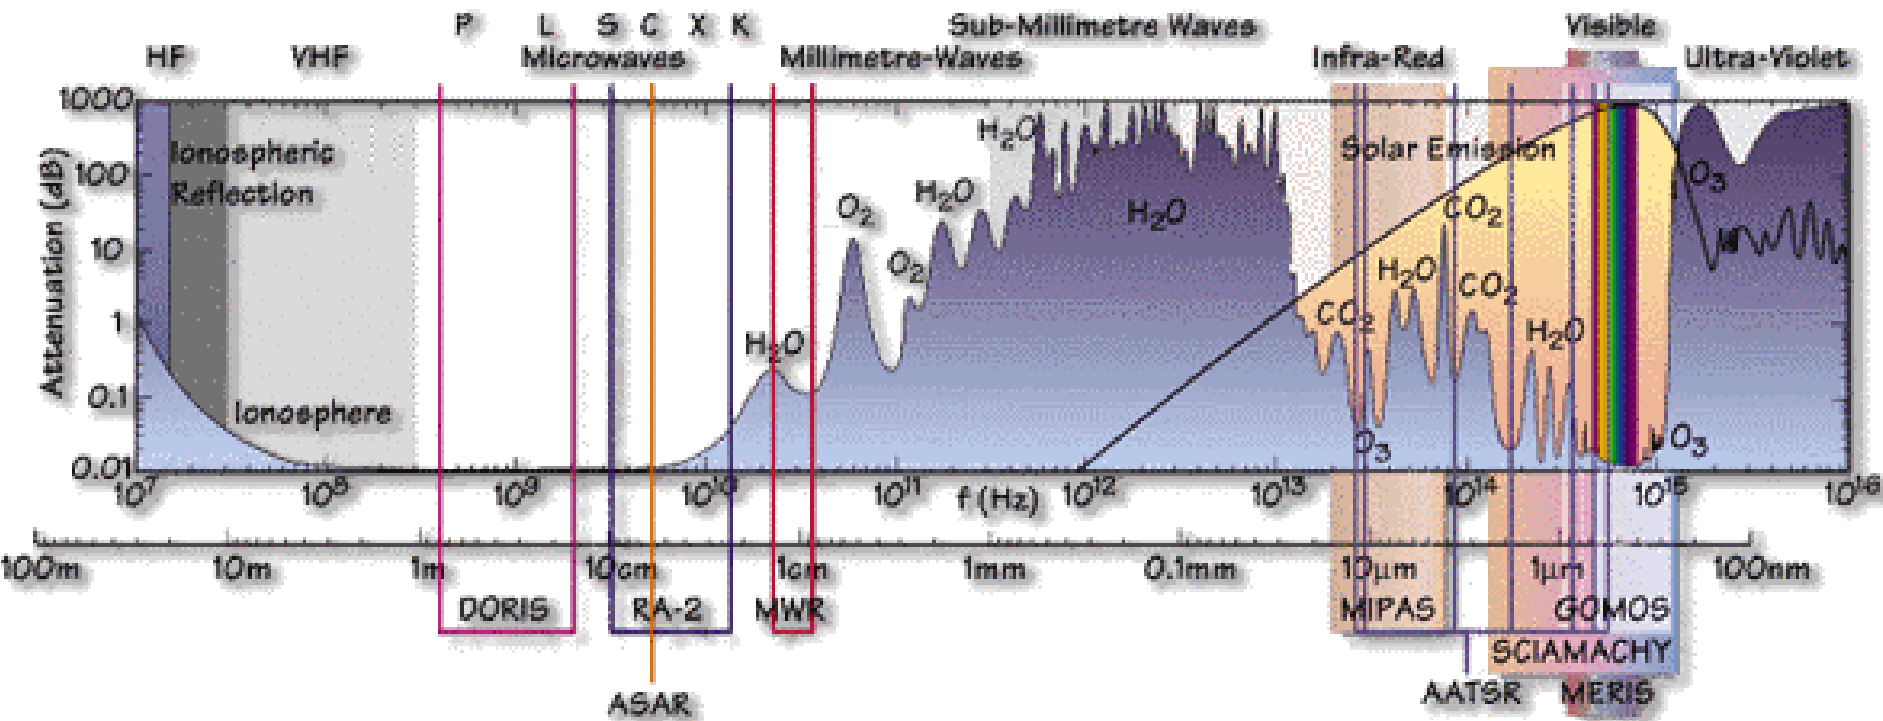 P L S C X K Sub-Millimetre Waves Visible
HF VHF Microwaves Millimetre-Waves Infra-Red Ultra-Violet
1000
100
10
1
0.1
0.01
Attenuation (dB)
Ionospheric
Reflection
Ionosphere
H2O
O2
O2
H2O
H2O
H2O
Solar Emission
CO2
O3
H2O
CO2
CO2
H2O
O3
O3
10^7 10^8 10^9 10^10 10^11 f (Hz) 10^12 10^13 10^14 10^15 10^16
100m 10m 1m 10cm 1cm 1mm 0.1mm 10µm 1µm 100nm
DORIS RA-2 MWR MIPAS GOMOS
SCIAMACHY
ASAR AATSR MERIS